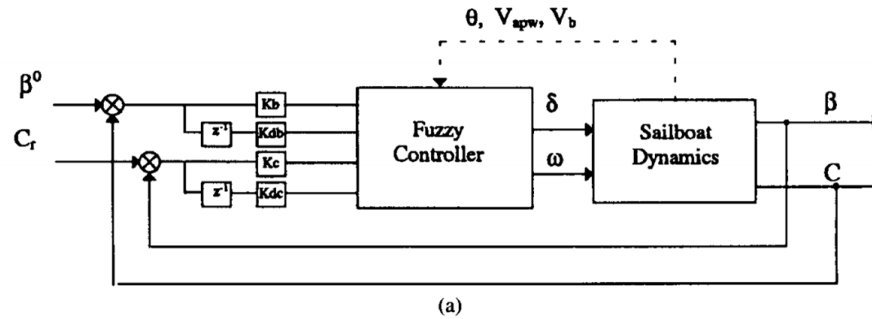 θ, V_apw, V_b
β⁰
C_r
Kb
z⁻¹
Kdb
Kc
z⁻¹
Kdc
Fuzzy
Controller
δ
ω
Sailboat
Dynamics
β
C
(a)